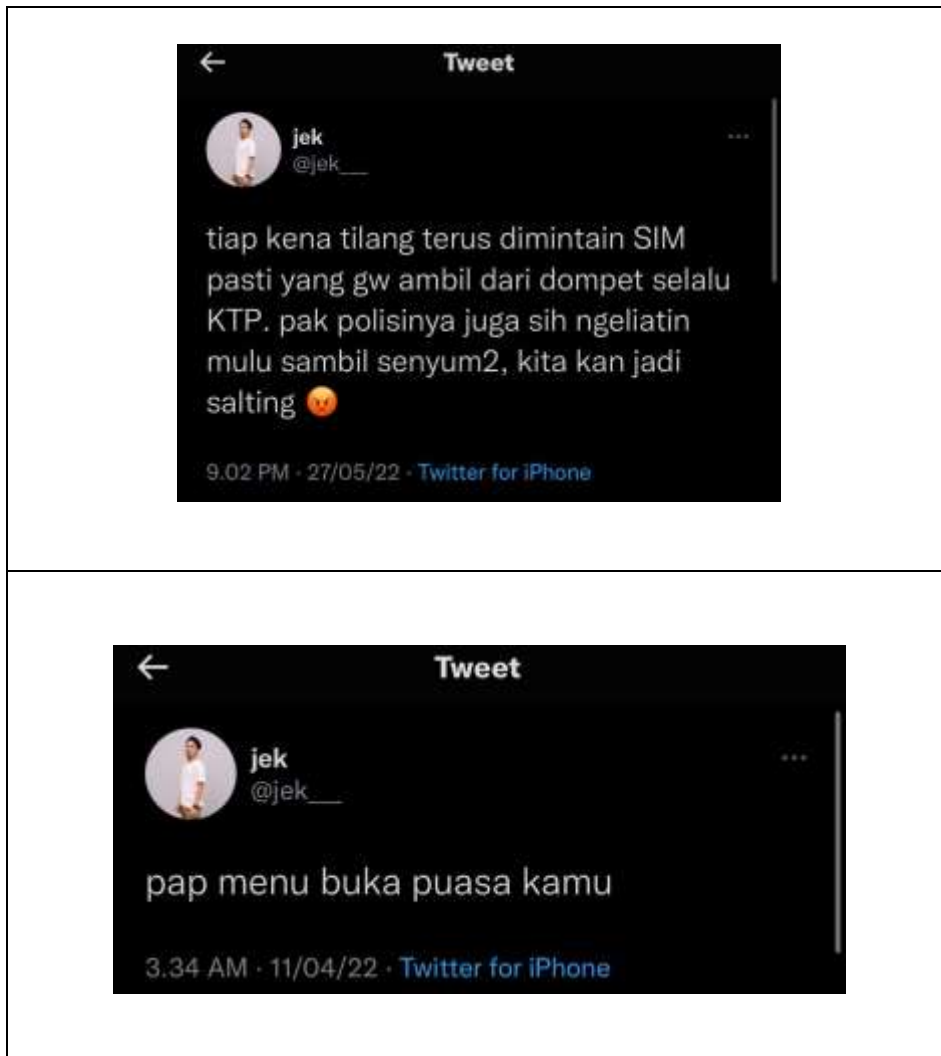 Tweet
jek
@jek___
tiap kena tilang terus dimintain SIM
pasti yang gw ambil dari dompet selalu
KTP. pak polisinya juga sih ngeliatin
mulu sambil senyum2, kita kan jadi
salting 😡
9.02 PM · 27/05/22 · Twitter for iPhone
Tweet
jek
@jek___
pap menu buka puasa kamu
3.34 AM · 11/04/22 · Twitter for iPhone